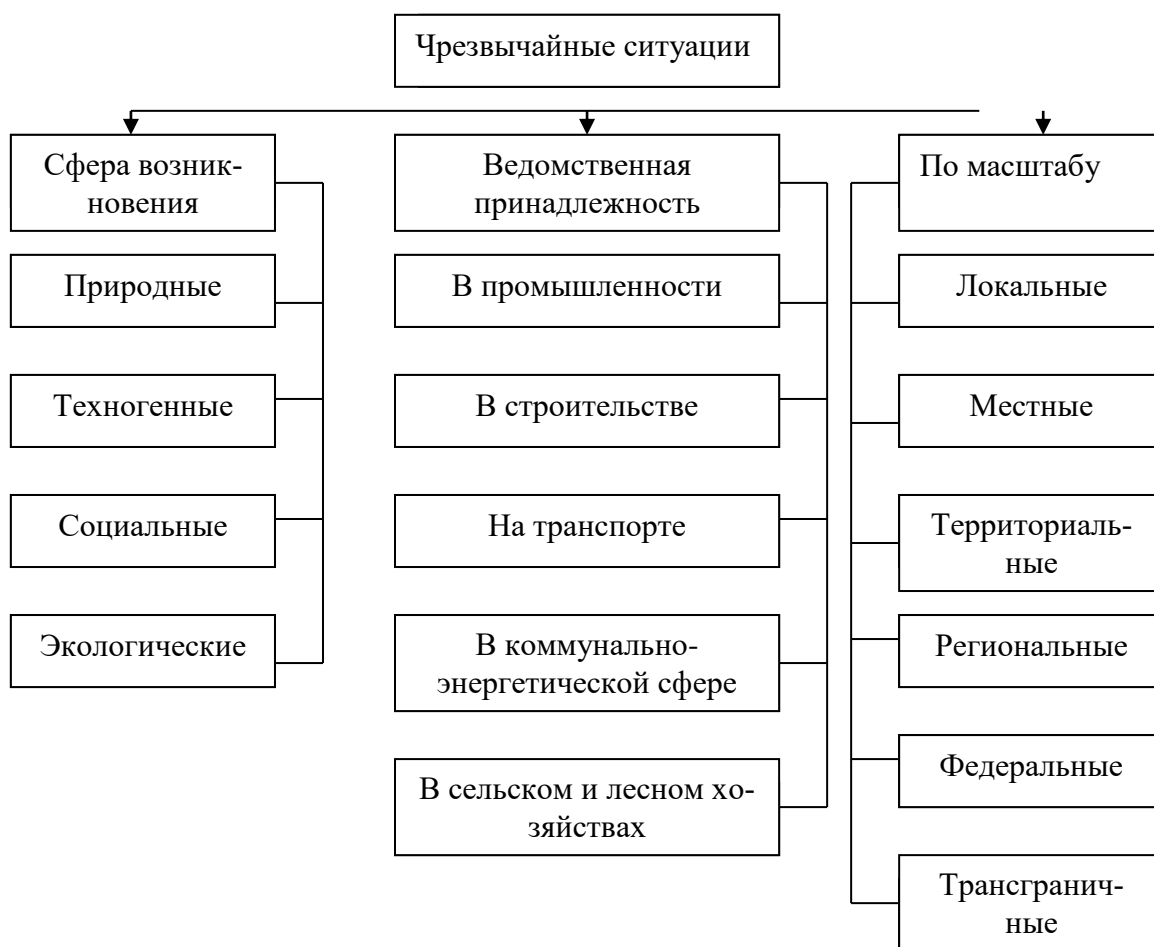 Чрезвычайные ситуации
Сфера возник-
новения
Природные
Техногенные
Социальные
Экологические
Ведомственная
принадлежность
В промышленности
В строительстве
На транспорте
В коммунально-
энергетической сфере
В сельском и лесном хо-
зяйствах
По масштабу
Локальные
Местные
Территориаль-
ные
Региональные
Федеральные
Трансгранич-
ные